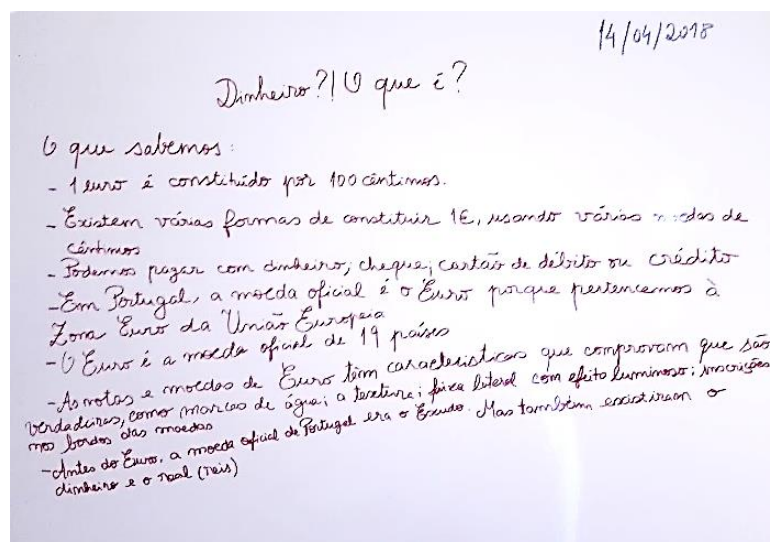 14/04/2018
Dinheiro?| O que é?
O que sabemos:
- 1 euro é constituído por 100 cêntimos.
- Existem várias formas de constituir 1€, usando várias moedas de
cêntimos
- Podemos pagar com dinheiro; cheque; cartão de débito ou crédito
- Em Portugal, a moeda oficial é o Euro porque pertencemos à
Zona Euro da União Europeia
- O Euro é a moeda oficial de 19 países
- As notas e moedas de Euro têm características que comprovam que são
verdadeiras, como marcas de água; a textura; faixa lateral com efeito luminoso; inscrições
nos bordos das moedas
- Antes do Euro, a moeda oficial de Portugal era o Escudo. Mas também existiram o
dinheiro e o real (reis)